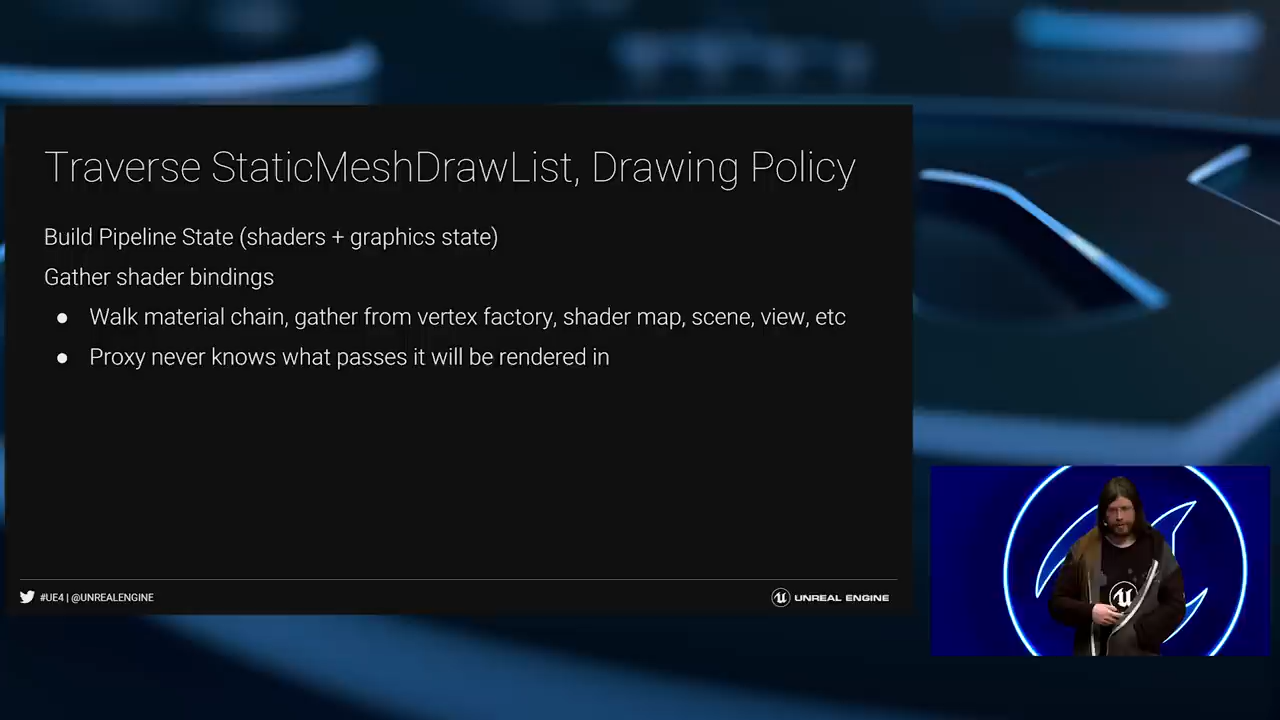 Traverse StaticMeshDrawList, Drawing Policy
Build Pipeline State (shaders + graphics state)
Gather shader bindings
● Walk material chain, gather from vertex factory, shader map, scene, view, etc
● Proxy never knows what passes it will be rendered in
#UE4 | @UNREALENGINE
UNREAL ENGINE